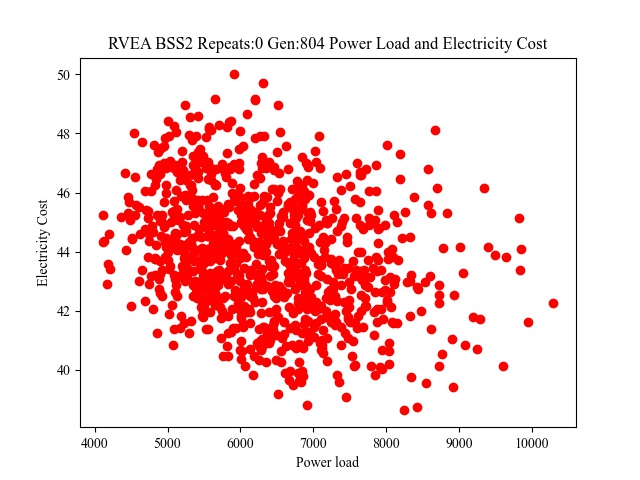 RVEA BSS2 Repeats:0 Gen:804 Power Load and Electricity Cost
50
48
46
44
42
40
Electricity Cost
4000 5000 6000 7000 8000 9000 10000
Power load